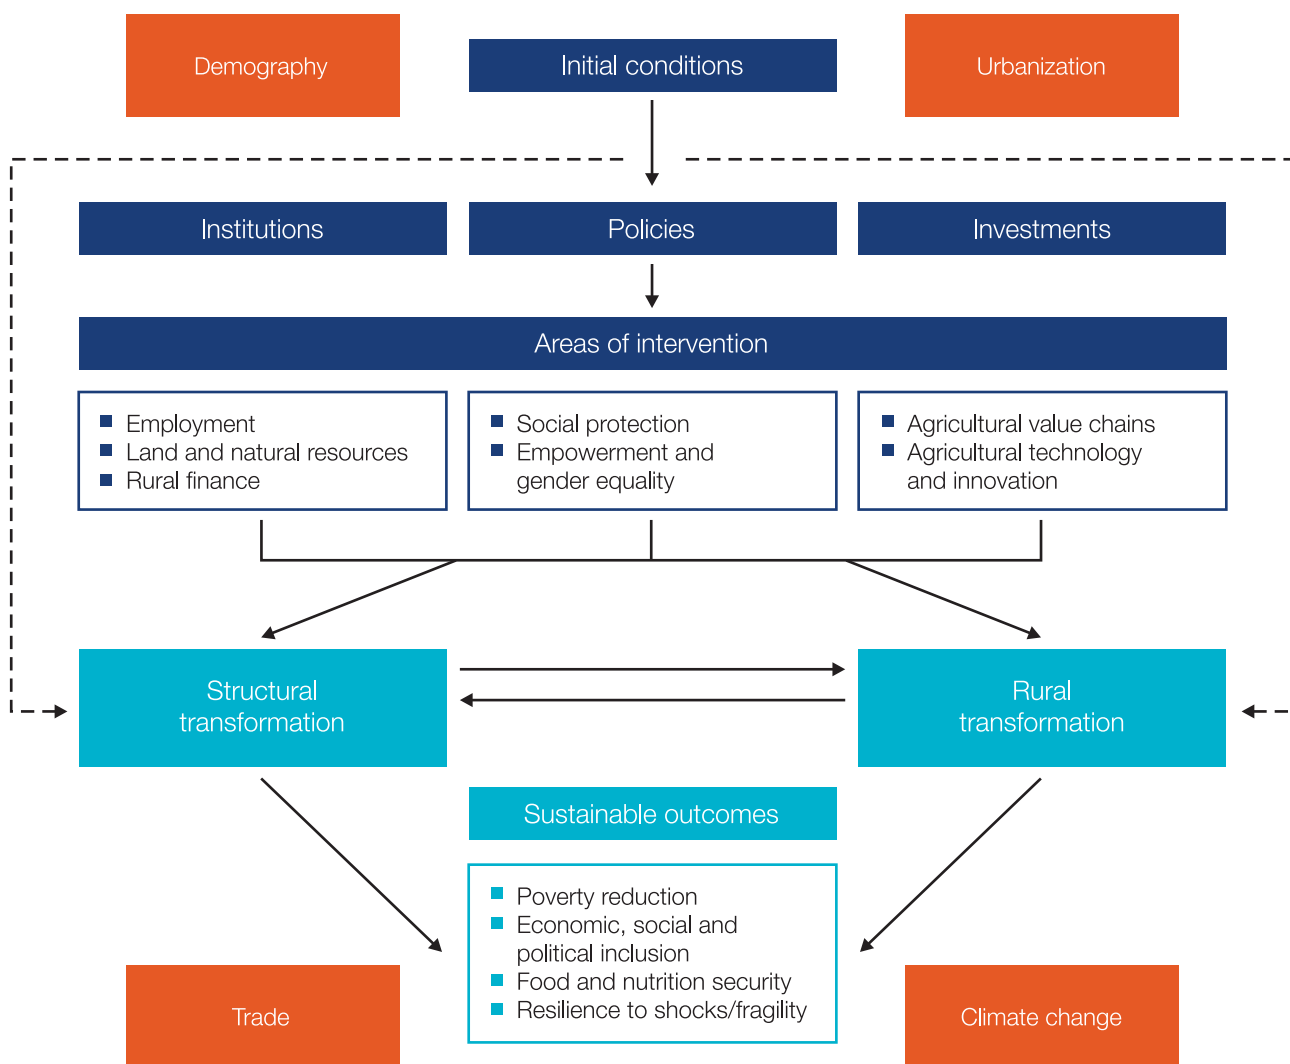 Demography
Initial conditions
Urbanization
Institutions
Policies
Investments
Areas of intervention
Employment
Land and natural resources
Rural finance
Social protection
Empowerment and
gender equality
Agricultural value chains
Agricultural technology
and innovation
Structural
transformation
Rural
transformation
Sustainable outcomes
Poverty reduction
Economic, social and
political inclusion
Food and nutrition security
Resilience to shocks/fragility
Trade
Climate change